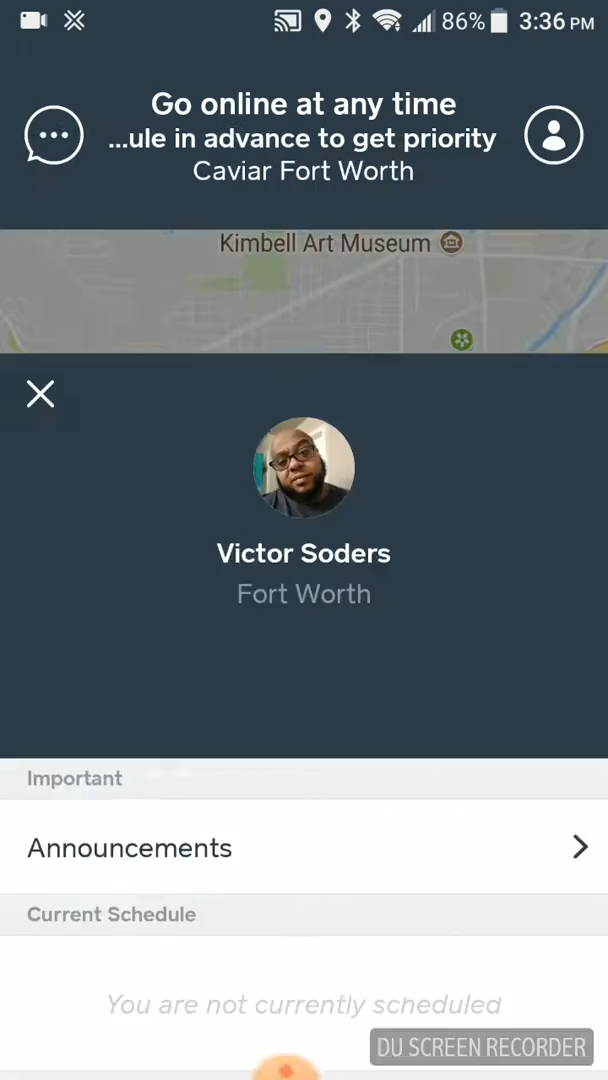 86% 3:36 PM
Go online at any time
...ule in advance to get priority
Caviar Fort Worth
Kimbell Art Museum
Victor Soders
Fort Worth
Important
Announcements
Current Schedule
You are not currently scheduled
DU SCREEN RECORDER